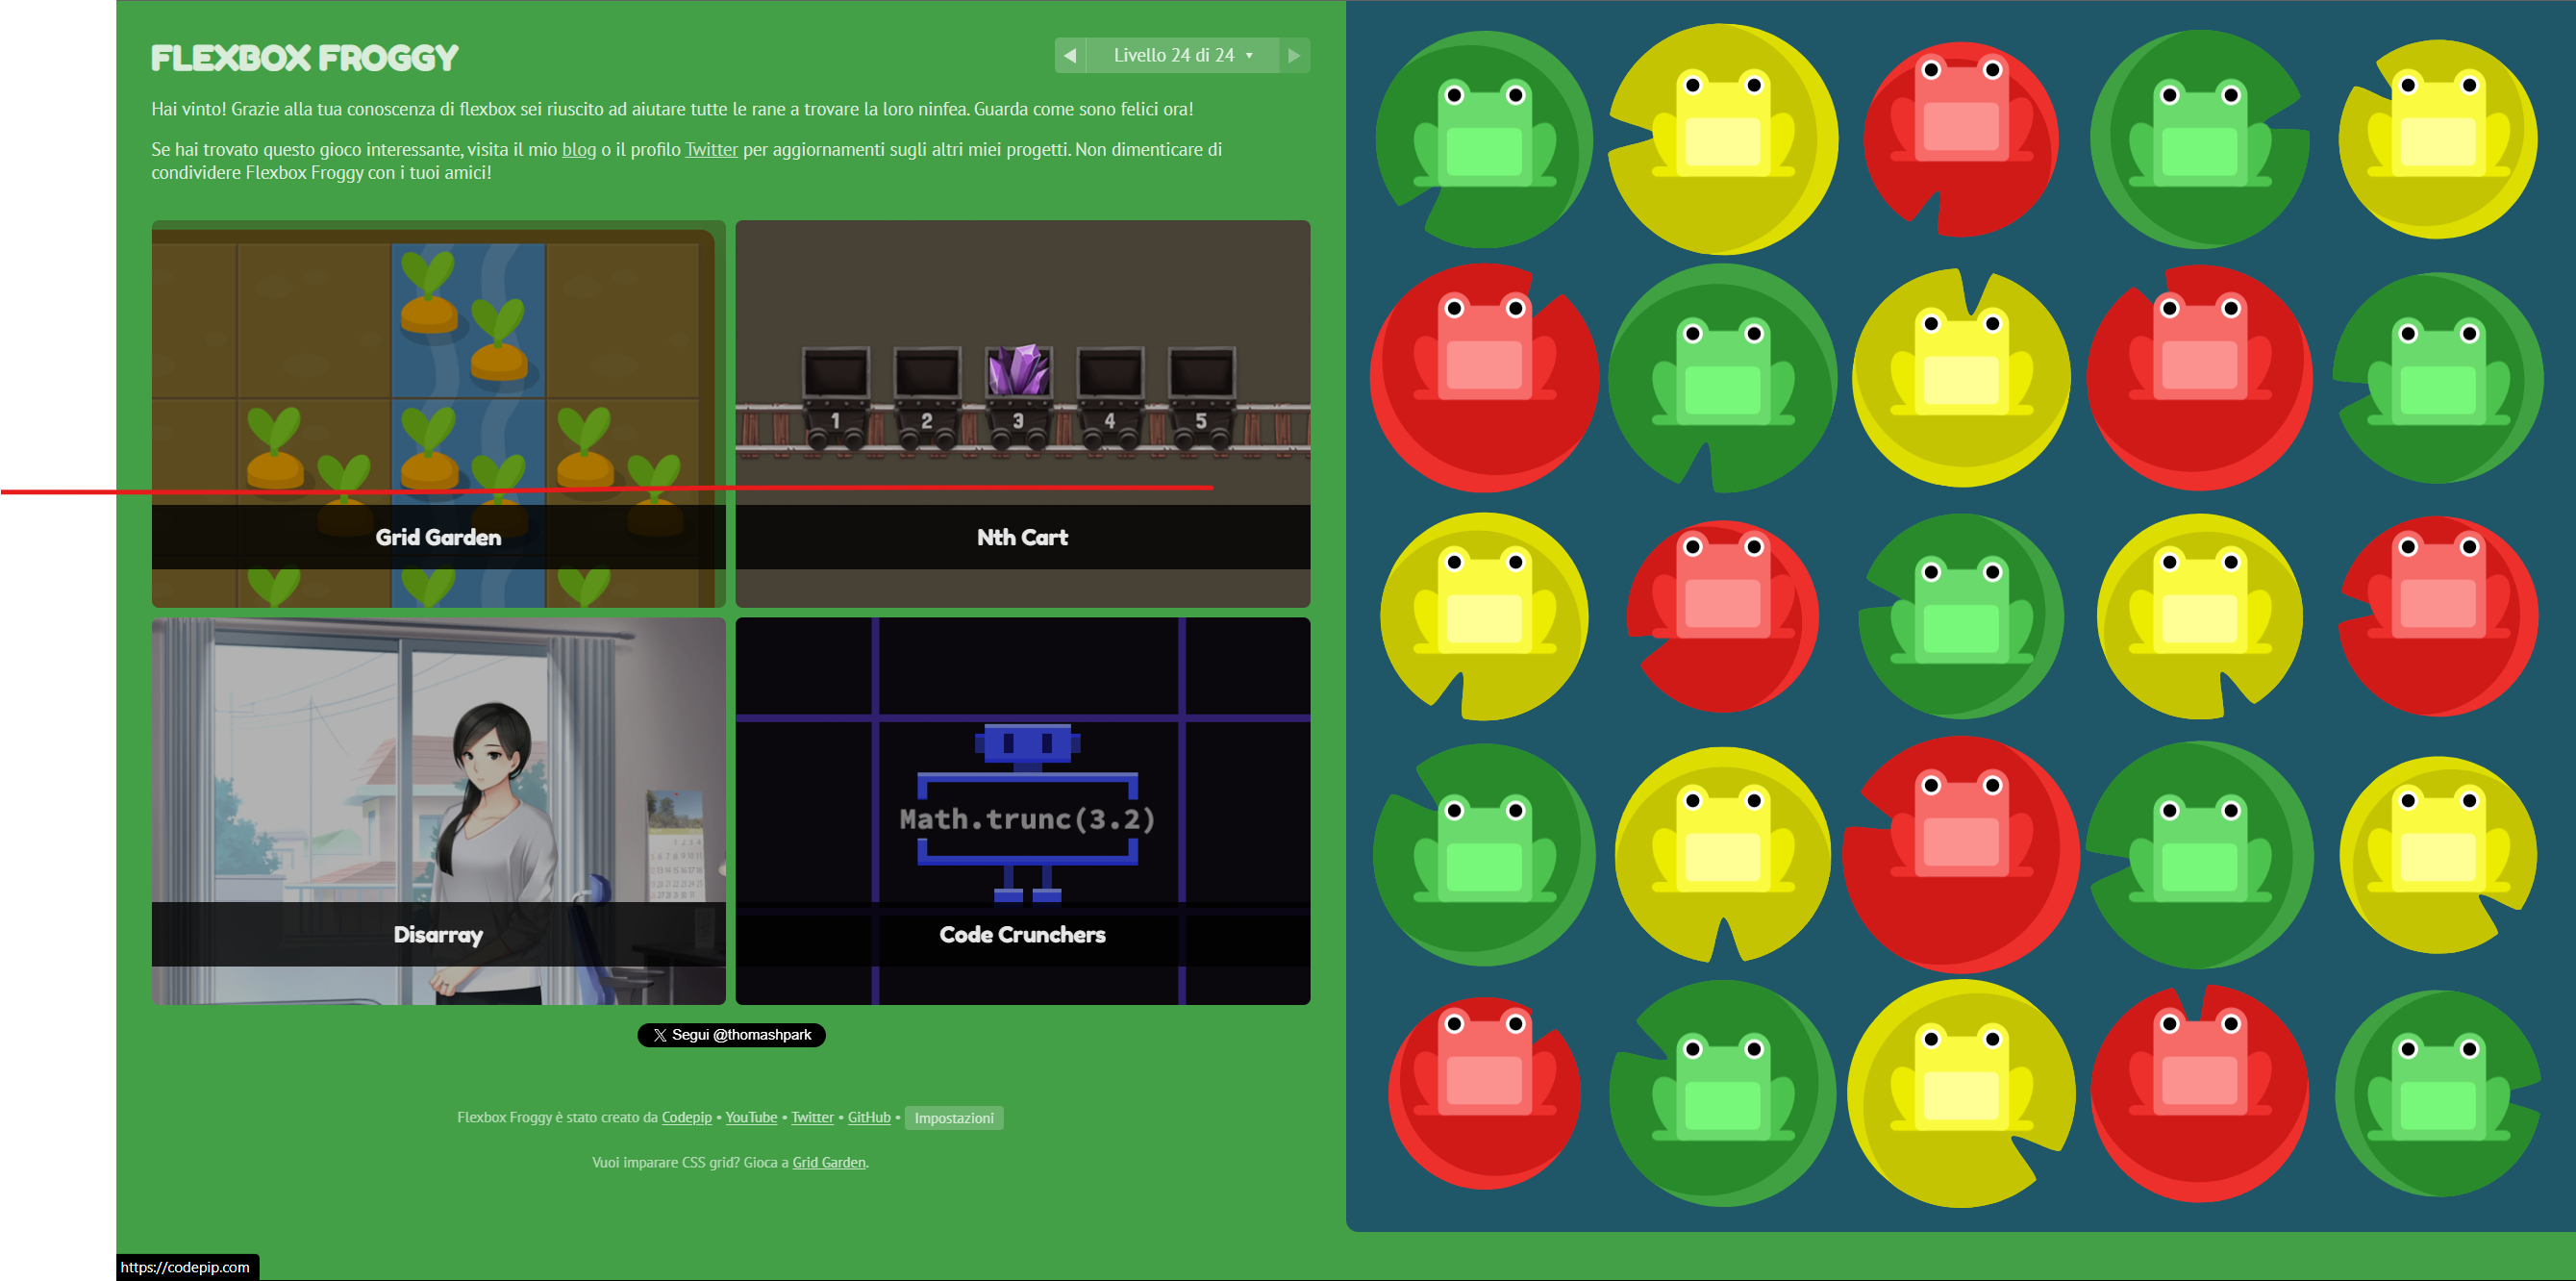 FLEXBOX FROGGY
Livello 24 di 24
Hai vinto! Grazie alla tua conoscenza di flexbox sei riuscito ad aiutare tutte le rane a trovare la loro ninfea. Guarda come sono felici ora!
Se hai trovato questo gioco interessante, visita il mio blog o il profilo Twitter per aggiornamenti sugli altri miei progetti. Non dimenticare di
condividere Flexbox Froggy con i tuoi amici!
1 2 3 4 5
Grid Garden
Nth Cart
Math.trunc(3.2)
Disarray
Code Crunchers
Segui @thomashpark
Flexbox Froggy è stato creato da Codepip • YouTube • Twitter • GitHub • Impostazioni
Vuoi imparare CSS grid? Gioca a Grid Garden.
https://codepip.com